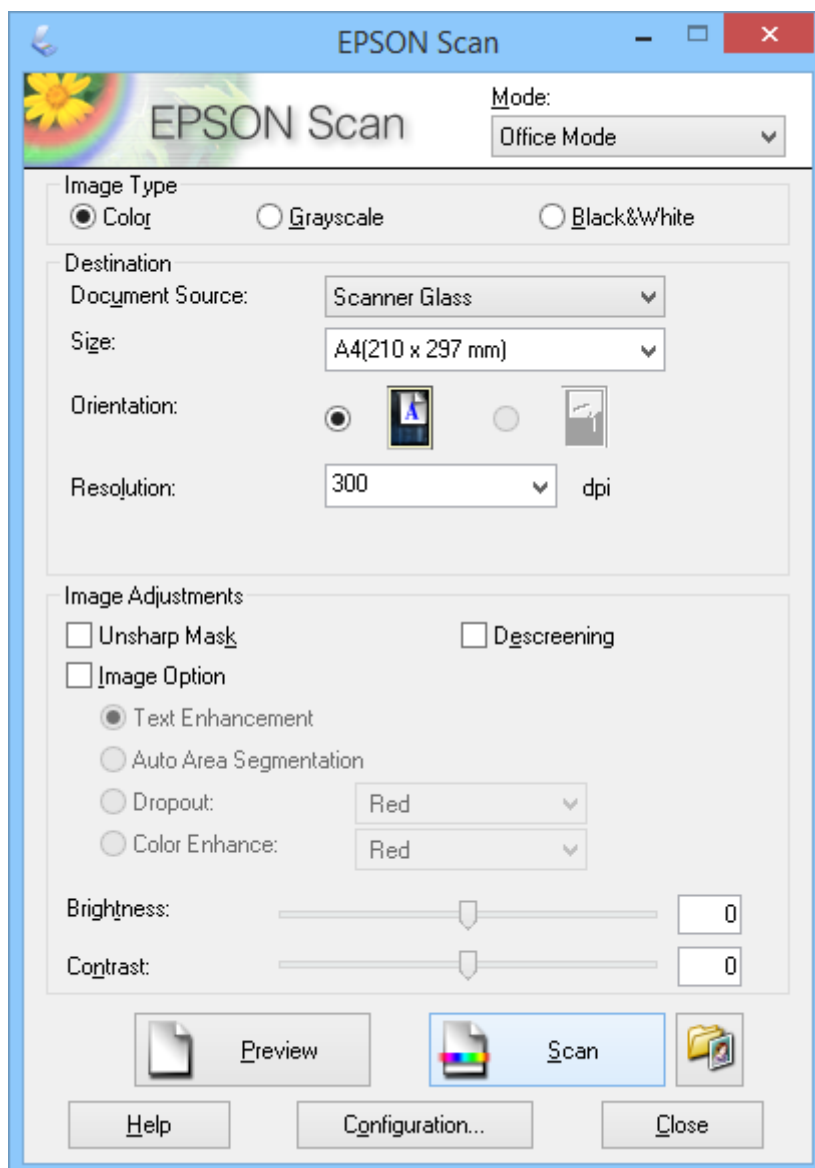 EPSON Scan
EPSON Scan
Mode:
Office Mode
Image Type
Color Grayscale Black&White
Destination
Document Source: Scanner Glass
Size: A4(210 x 297 mm)
Orientation: A
Resolution: 300 dpi
Image Adjustments
Unsharp Mask Descreening
Image Option
Text Enhancement
Auto Area Segmentation
Dropout: Red
Color Enhance: Red
Brightness: 0
Contrast: 0
Preview Scan
Help Configuration... Close